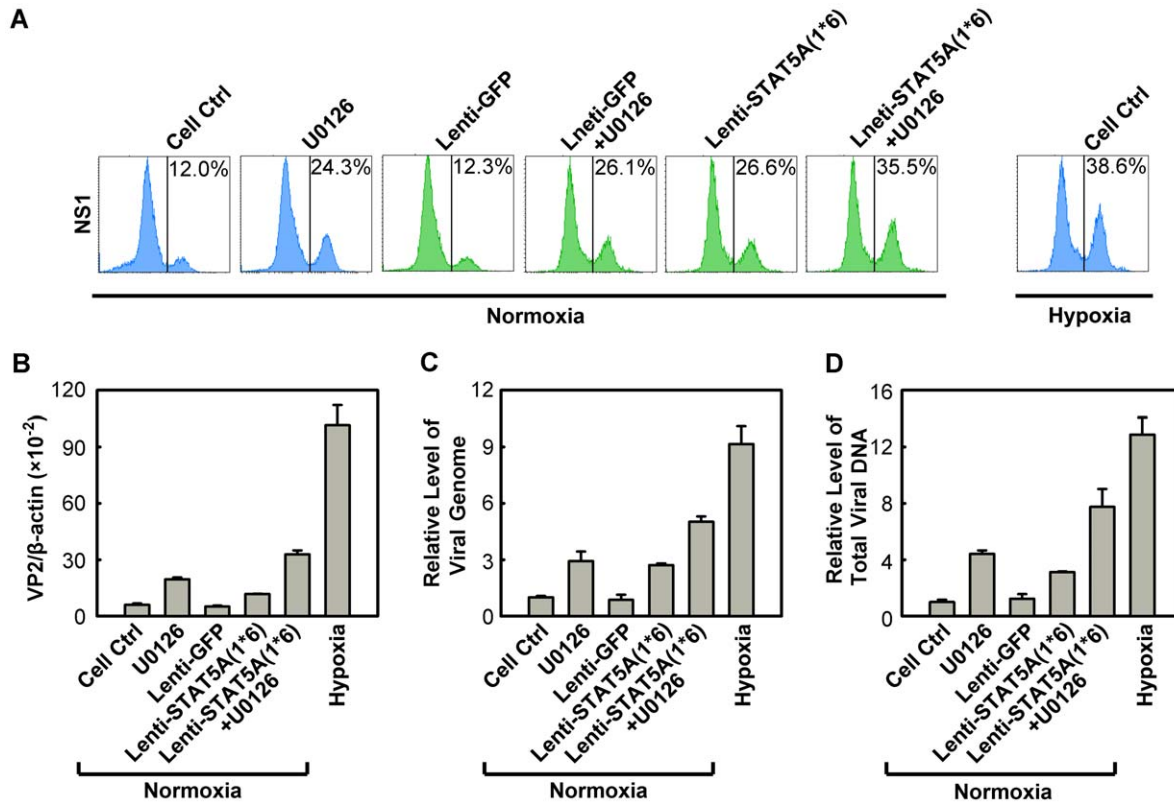 A
Cell Ctrl
U0126
Lenti-GFP
Lneti-GFP
+U0126
Lenti-STAT5A(1*6)
Lneti-STAT5A(1*6)
+U0126
Cell Ctrl
NS1
12.0%
24.3%
12.3%
26.1%
26.6%
35.5%
38.6%
Normoxia
Hypoxia
B
VP2/β-actin (×10⁻²)
120
90
60
30
0
Cell Ctrl
U0126
Lenti-GFP
Lenti-STAT5A(1*6)
Lenti-STAT5A(1*6)
+U0126
Hypoxia
Normoxia
C
Relative Level of
Viral Genome
12
9
6
3
0
Cell Ctrl
U0126
Lenti-GFP
Lenti-STAT5A(1*6)
Lenti-STAT5A(1*6)
+U0126
Hypoxia
Normoxia
D
Relative Level of
Total Viral DNA
16
12
8
4
0
Cell Ctrl
U0126
Lenti-GFP
Lenti-STAT5A(1*6)
Lenti-STAT5A(1*6)
+U0126
Hypoxia
Normoxia